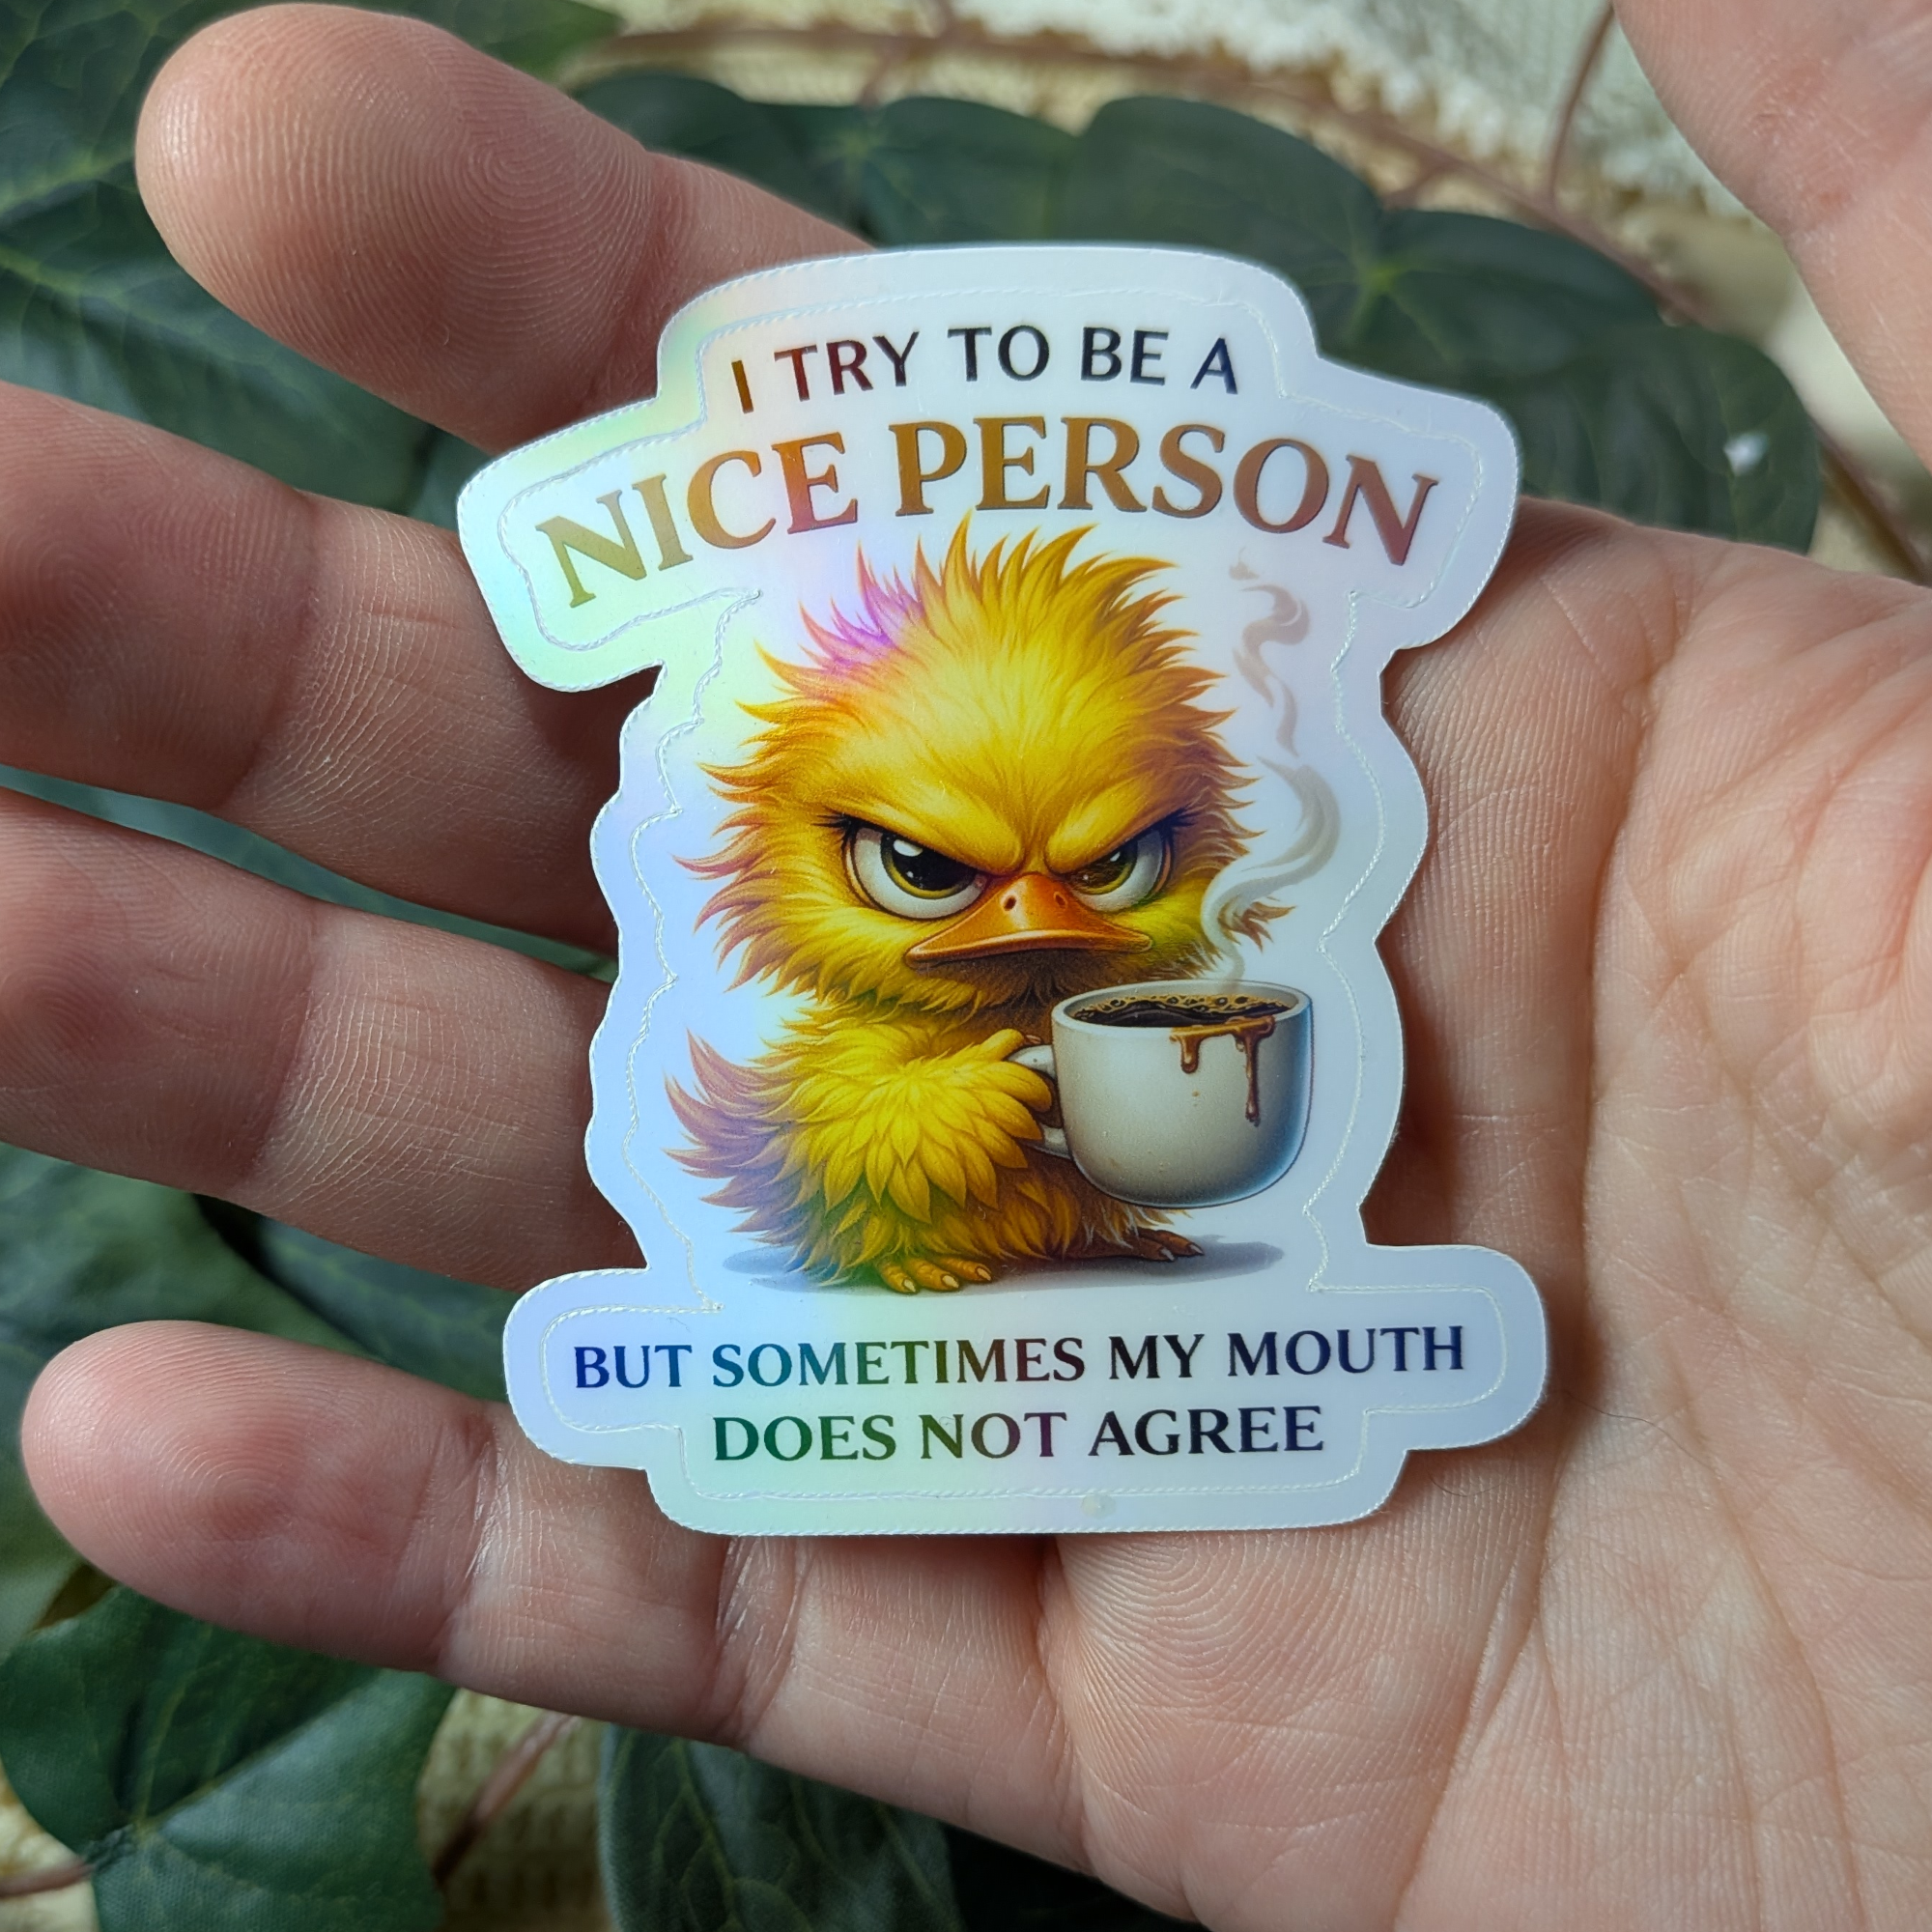 I TRY TO BE A
NICE PERSON
BUT SOMETIMES MY MOUTH
DOES NOT AGREE